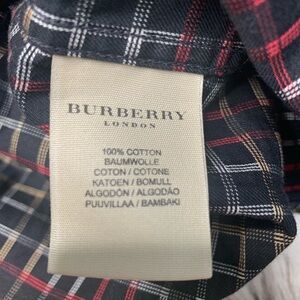 BURBERRY
LONDON
100% COTTON
BAUMWOLLE
COTON / COTONE
KATOEN / BOMULL
ALGODÓN / ALGODÃO
PUUVILLAA / BAMBAKI